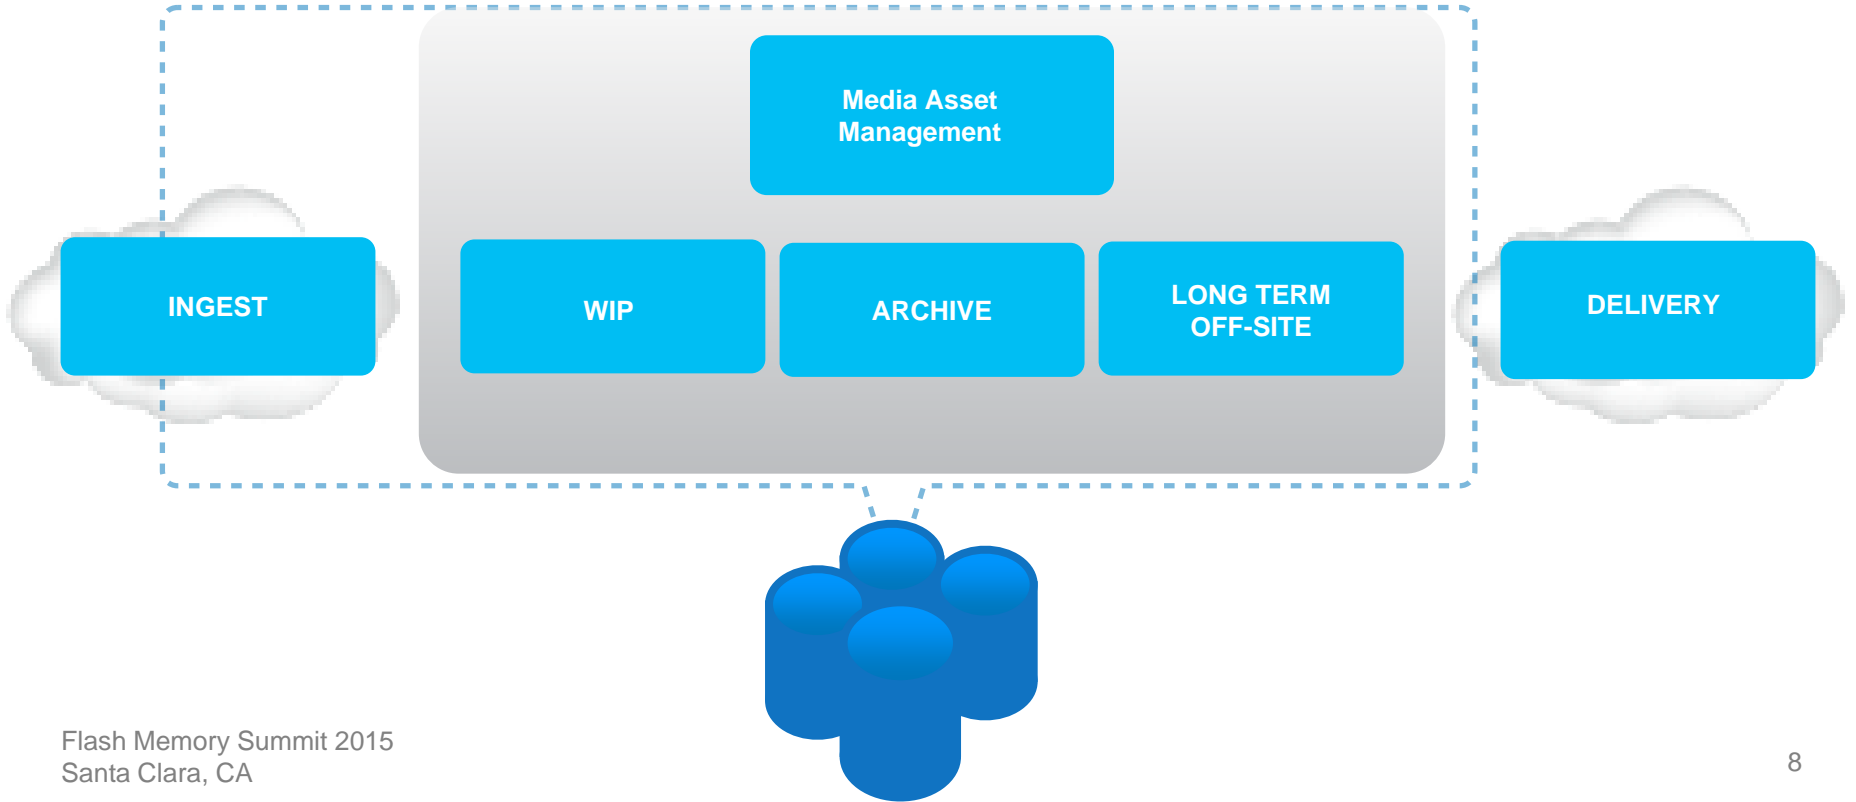 Media Asset
Management
INGEST
WIP
ARCHIVE
LONG TERM
OFF-SITE
DELIVERY
Flash Memory Summit 2015
Santa Clara, CA
8